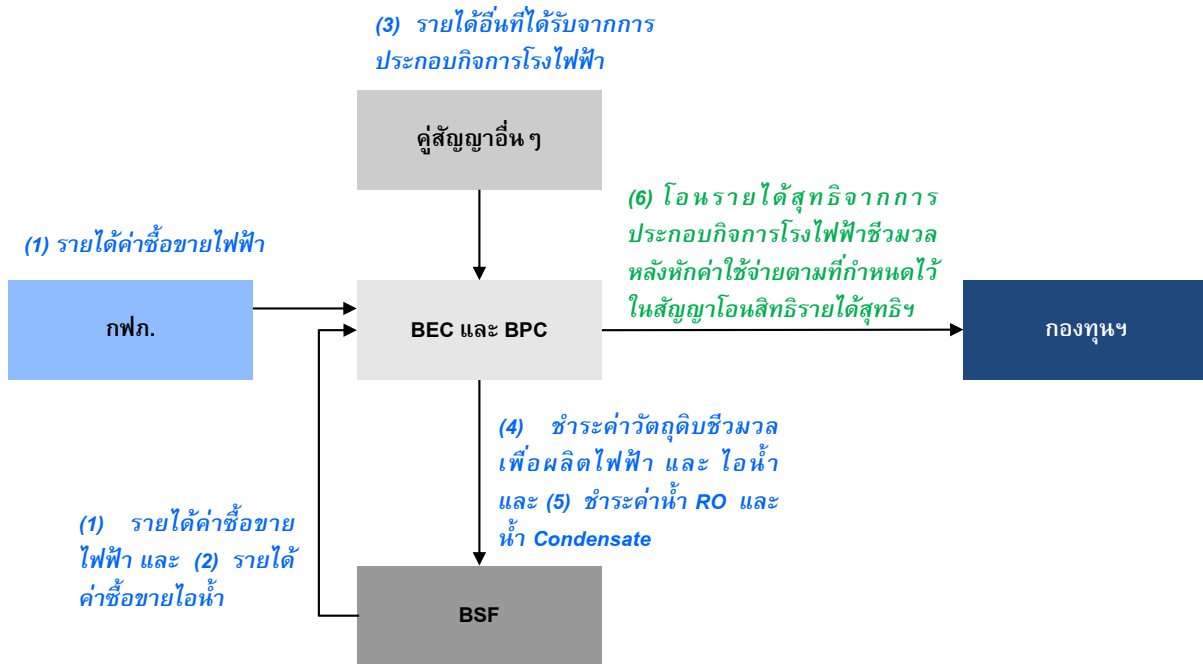 (3) รายได้อื่นที่ได้รับจากการ
ประกอบกิจการโรงไฟฟ้า
คู่สัญญาอื่น ๆ
(1) รายได้ค่าซื้อขายไฟฟ้า
กฟภ.
BEC และ BPC
(6) โอนรายได้สุทธิจากการ
ประกอบกิจการโรงไฟฟ้าชีวมวล
หลังหักค่าใช้จ่ายตามที่กำหนดไว้
ในสัญญาโอนสิทธิรายได้สุทธิฯ
กองทุนฯ
(4) ชำระค่าวัตถุดิบชีวมวล
เพื่อผลิตไฟฟ้า และ ไอน้ำ
และ (5) ชำระค่าน้ำ RO และ
น้ำ Condensate
(1) รายได้ค่าซื้อขาย
ไฟฟ้า และ (2) รายได้
ค่าซื้อขายไอน้ำ
BSF